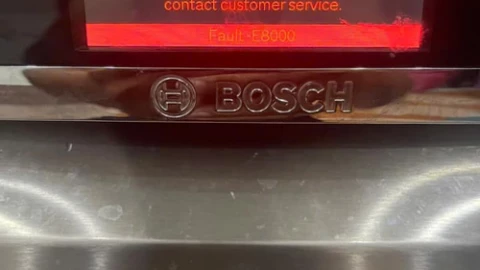 contact customer service.
Fault -E8000
BOSCH